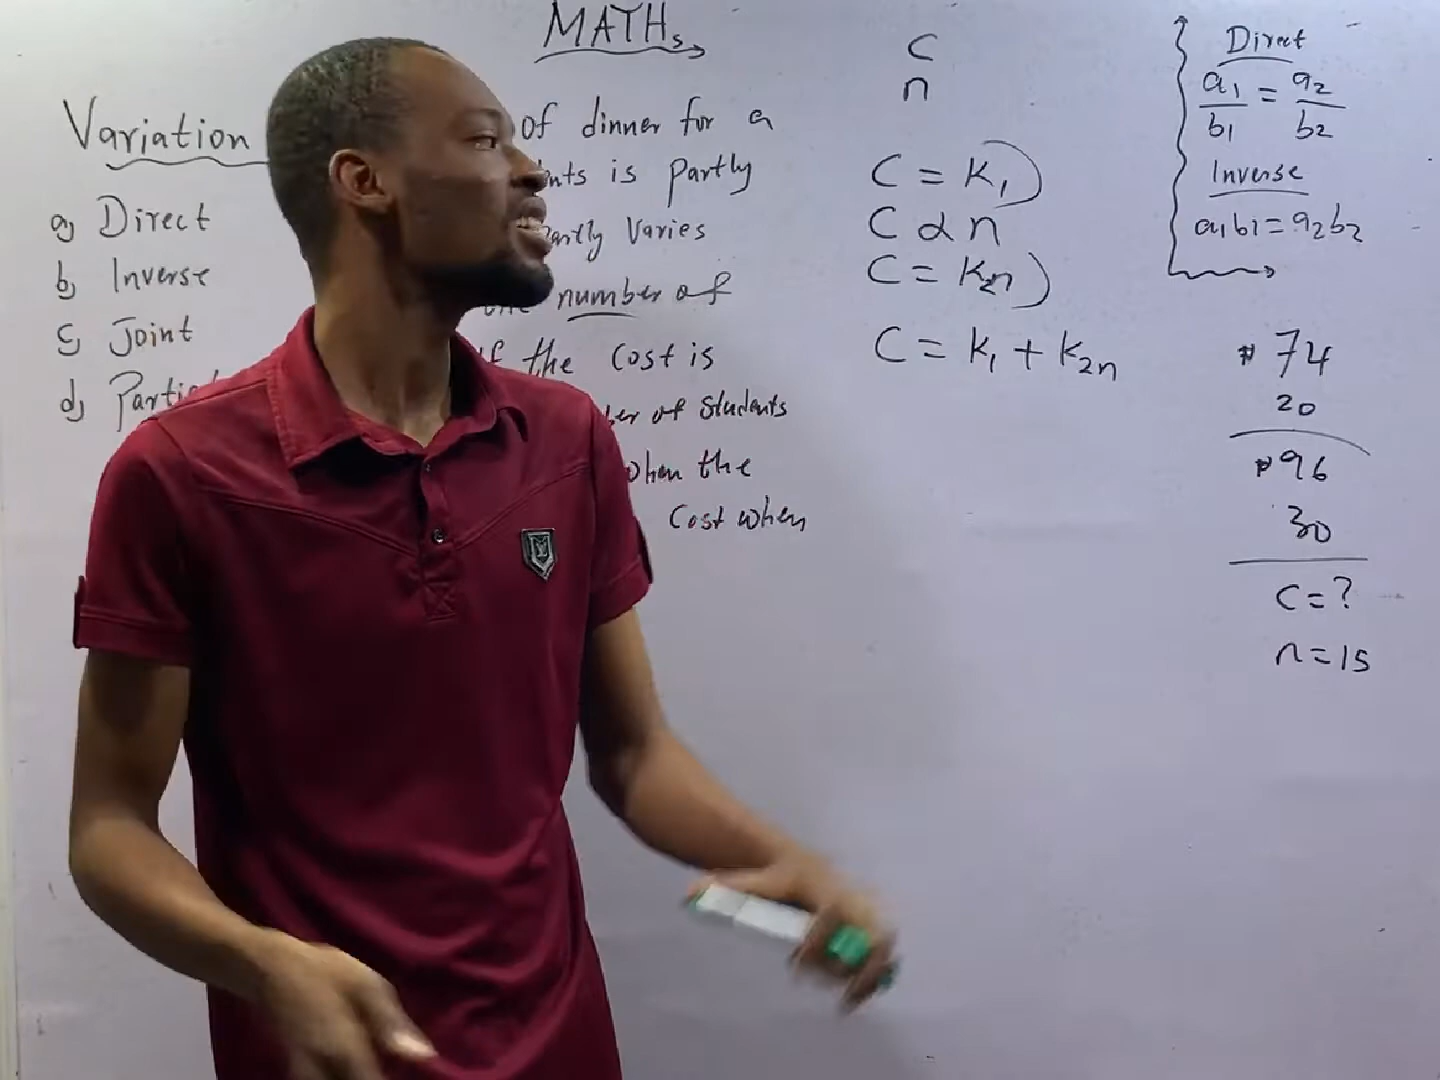 MATHs
Variation
a) Direct
b) Inverse
c) Joint
d)
of dinner for a
is partly
Varies
number of
the cost is
of students
when the
Cost when
C
n
C = K₁)
C ∝ n
C = K₂n)
C = K₁ + K₂n
Direct
a₁/b₁ = a₂/b₂
Inverse
a₁b₁ = a₂b₂
₦ 74
20
₦96
30
C = ?
n = 15